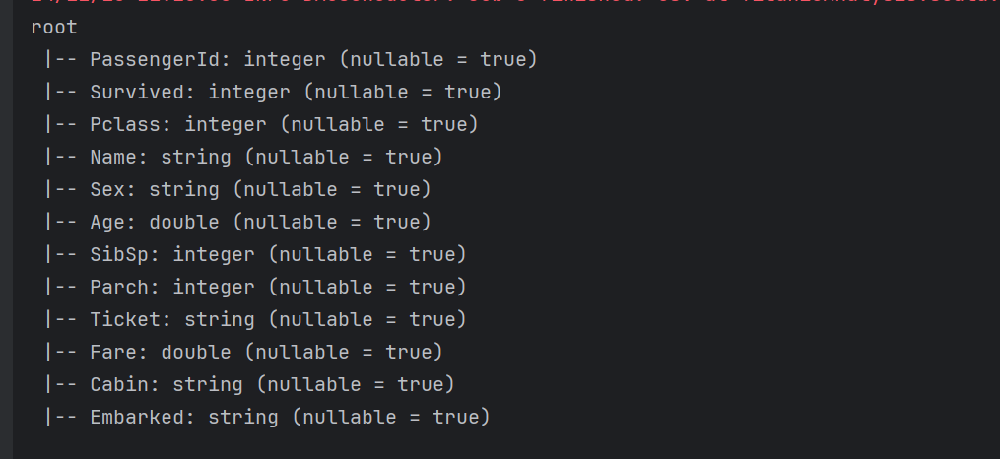 root
 |-- PassengerId: integer (nullable = true)
 |-- Survived: integer (nullable = true)
 |-- Pclass: integer (nullable = true)
 |-- Name: string (nullable = true)
 |-- Sex: string (nullable = true)
 |-- Age: double (nullable = true)
 |-- SibSp: integer (nullable = true)
 |-- Parch: integer (nullable = true)
 |-- Ticket: string (nullable = true)
 |-- Fare: double (nullable = true)
 |-- Cabin: string (nullable = true)
 |-- Embarked: string (nullable = true)